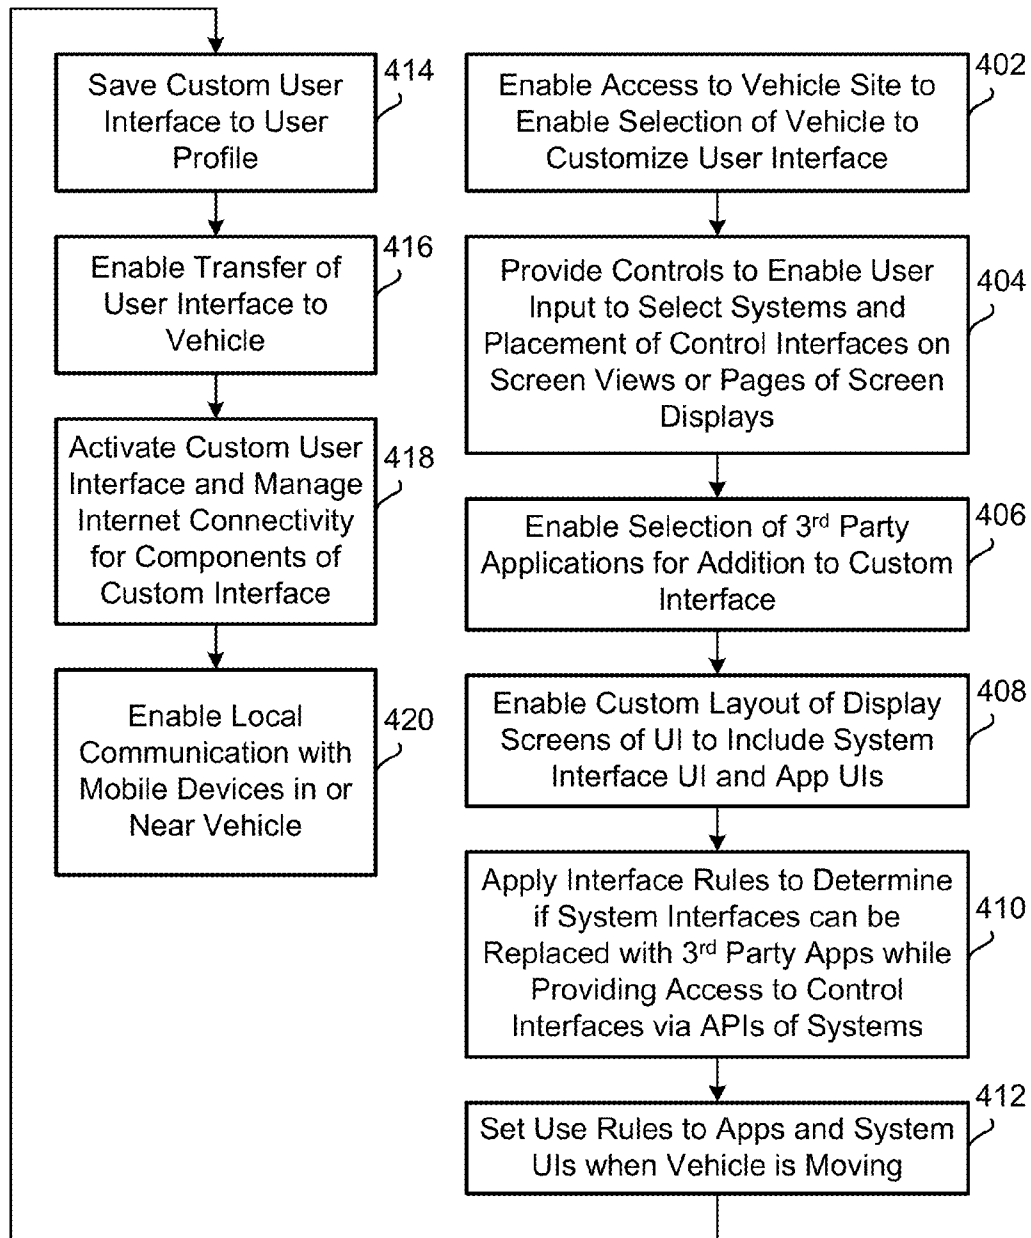 402
Enable Access to Vehicle Site to
Enable Selection of Vehicle to
Customize User Interface
404
Provide Controls to Enable User
Input to Select Systems and
Placement of Control Interfaces on
Screen Views or Pages of Screen
Displays
406
Enable Selection of 3rd Party
Applications for Addition to Custom
Interface
408
Enable Custom Layout of Display
Screens of UI to Include System
Interface UI and App UIs
410
Apply Interface Rules to Determine
if System Interfaces can be
Replaced with 3rd Party Apps while
Providing Access to Control
Interfaces via APIs of Systems
412
Set Use Rules to Apps and System
UIs when Vehicle is Moving
414
Save Custom User
Interface to User
Profile
416
Enable Transfer of
User Interface to
Vehicle
418
Activate Custom User
Interface and Manage
Internet Connectivity
for Components of
Custom Interface
420
Enable Local
Communication with
Mobile Devices in or
Near Vehicle